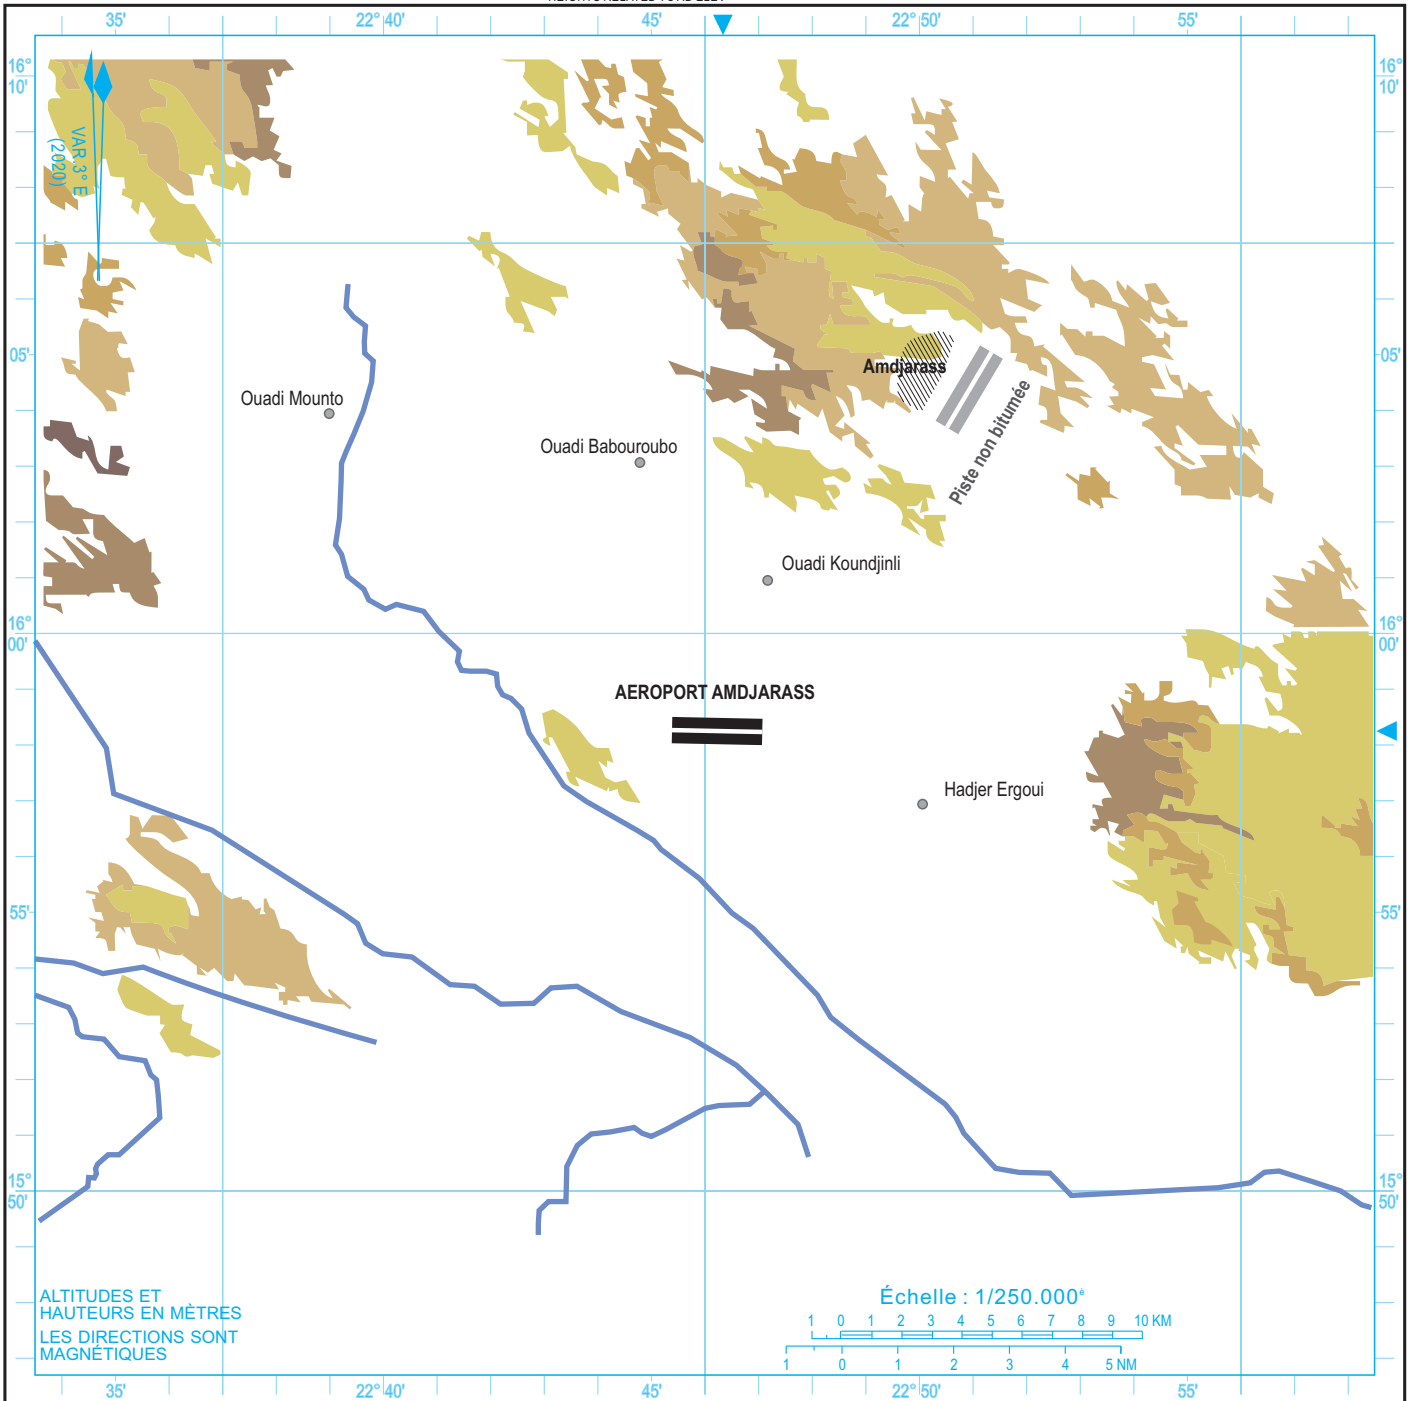 35'
22° 40'
45'
22° 50'
55'
16°
10'
16°
10'
VAR 3° E
(2020)
05'
05'
Amdjarass
Ouadi Mounto
Piste non bitumée
Ouadi Babouroubo
Ouadi Koundjinli
16°
00'
16°
00'
AEROPORT AMDJARASS
Hadjer Ergoui
55'
55'
15°
50'
15°
50'
ALTITUDES ET
HAUTEURS EN MÈTRES
LES DIRECTIONS SONT
MAGNÉTIQUES
Échelle : 1/250.000è
1 0 1 2 3 4 5 6 7 8 9 10 KM
1 0 1 2 3 4 5 NM
35'
22° 40'
45'
22° 50'
55'